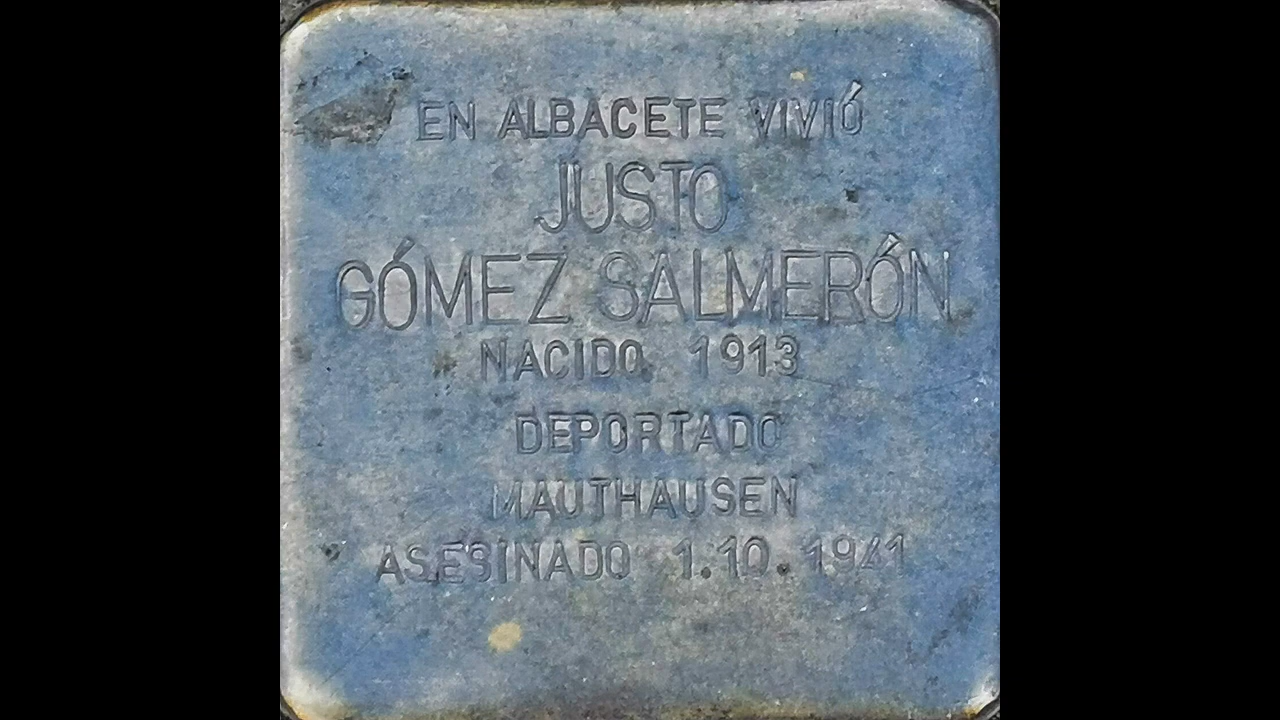 EN ALBACETE VIVIÓ
JUSTO
GÓMEZ SALMERÓN
NACIDO 1913
DEPORTADO
MAUTHAUSEN
ASESINADO 1.10.1941